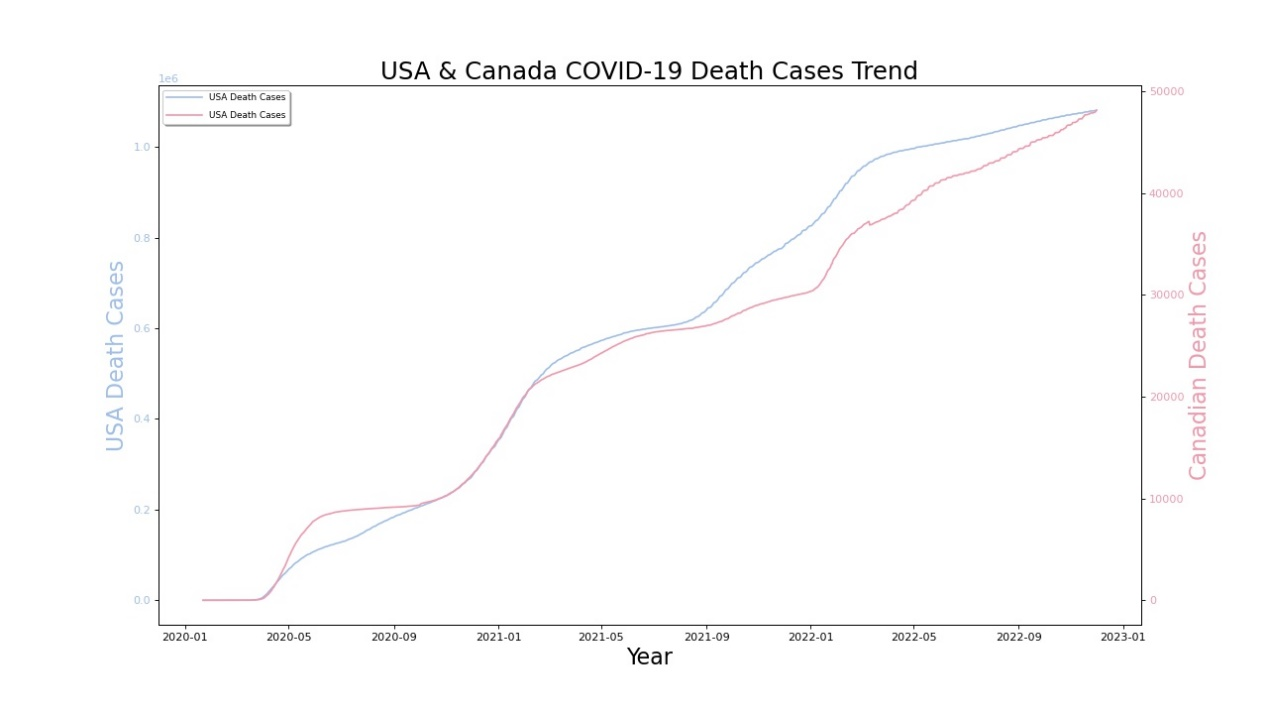 USA & Canada COVID-19 Death Cases Trend
1e6
USA Death Cases
USA Death Cases
1.0
0.8
0.6
0.4
0.2
0.0
USA Death Cases
50000
40000
30000
20000
10000
0
Canadian Death Cases
2020-01 2020-05 2020-09 2021-01 2021-05 2021-09 2022-01 2022-05 2022-09 2023-01
Year